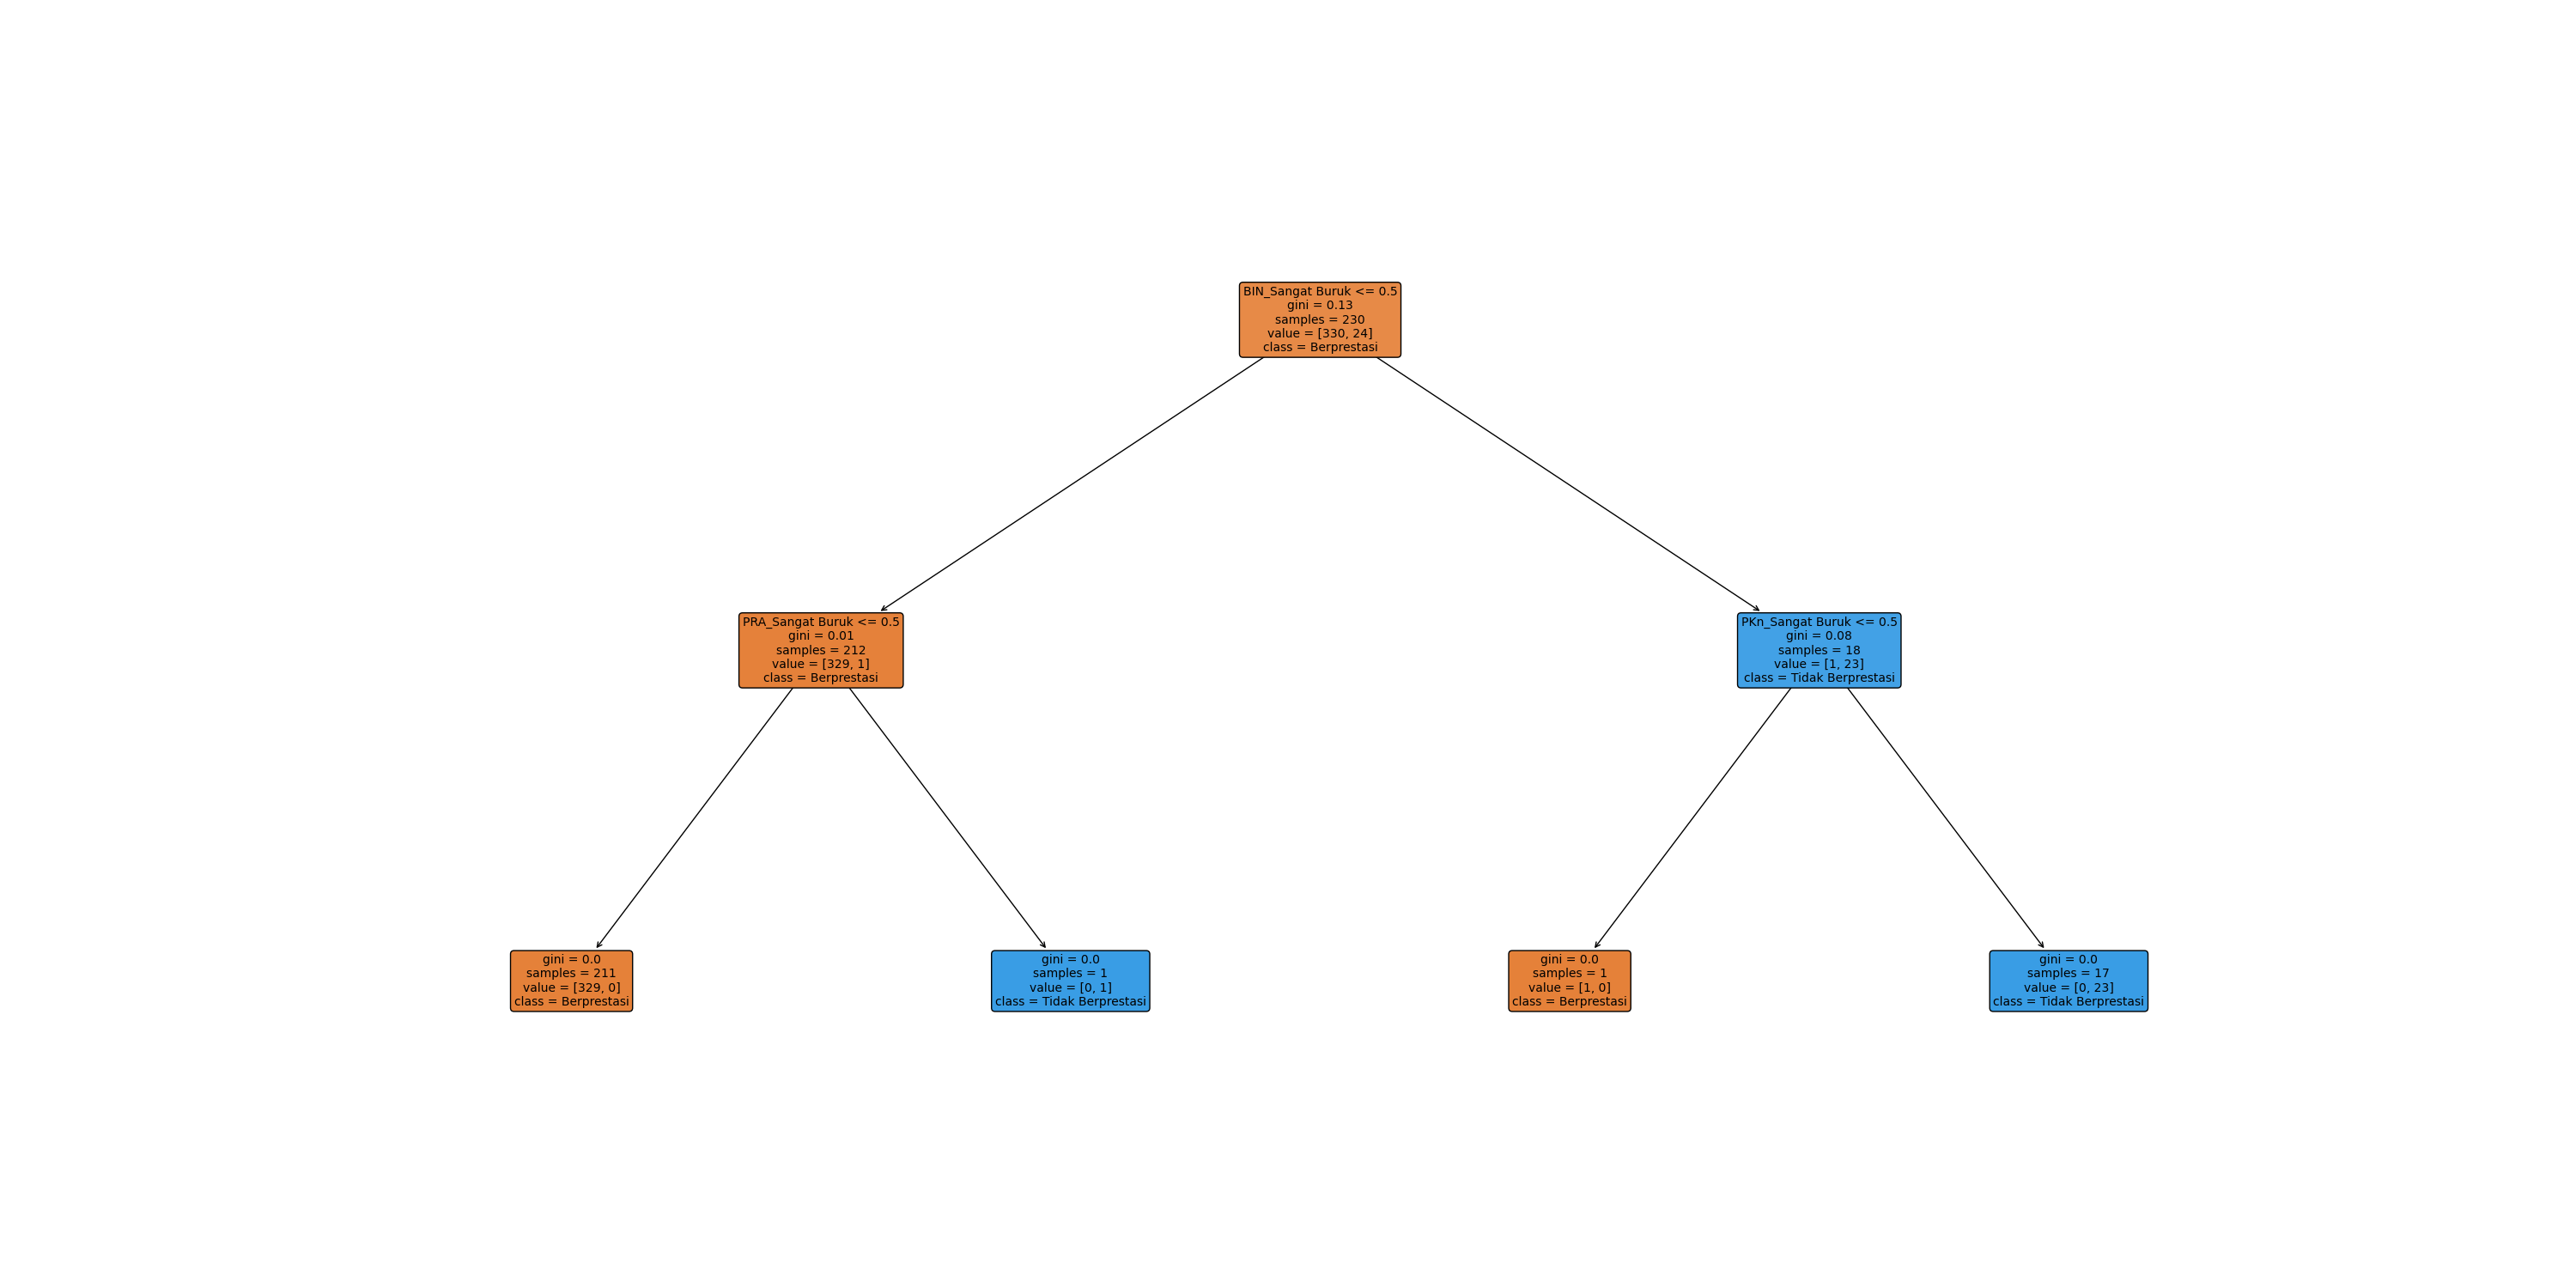 BIN_Sangat Buruk <= 0.5
gini = 0.13
samples = 230
value = [330, 24]
class = Berprestasi
PRA_Sangat Buruk <= 0.5
gini = 0.01
samples = 212
value = [329, 1]
class = Berprestasi
PKn_Sangat Buruk <= 0.5
gini = 0.08
samples = 18
value = [1, 23]
class = Tidak Berprestasi
gini = 0.0
samples = 211
value = [329, 0]
class = Berprestasi
gini = 0.0
samples = 1
value = [0, 1]
class = Tidak Berprestasi
gini = 0.0
samples = 1
value = [1, 0]
class = Berprestasi
gini = 0.0
samples = 17
value = [0, 23]
class = Tidak Berprestasi